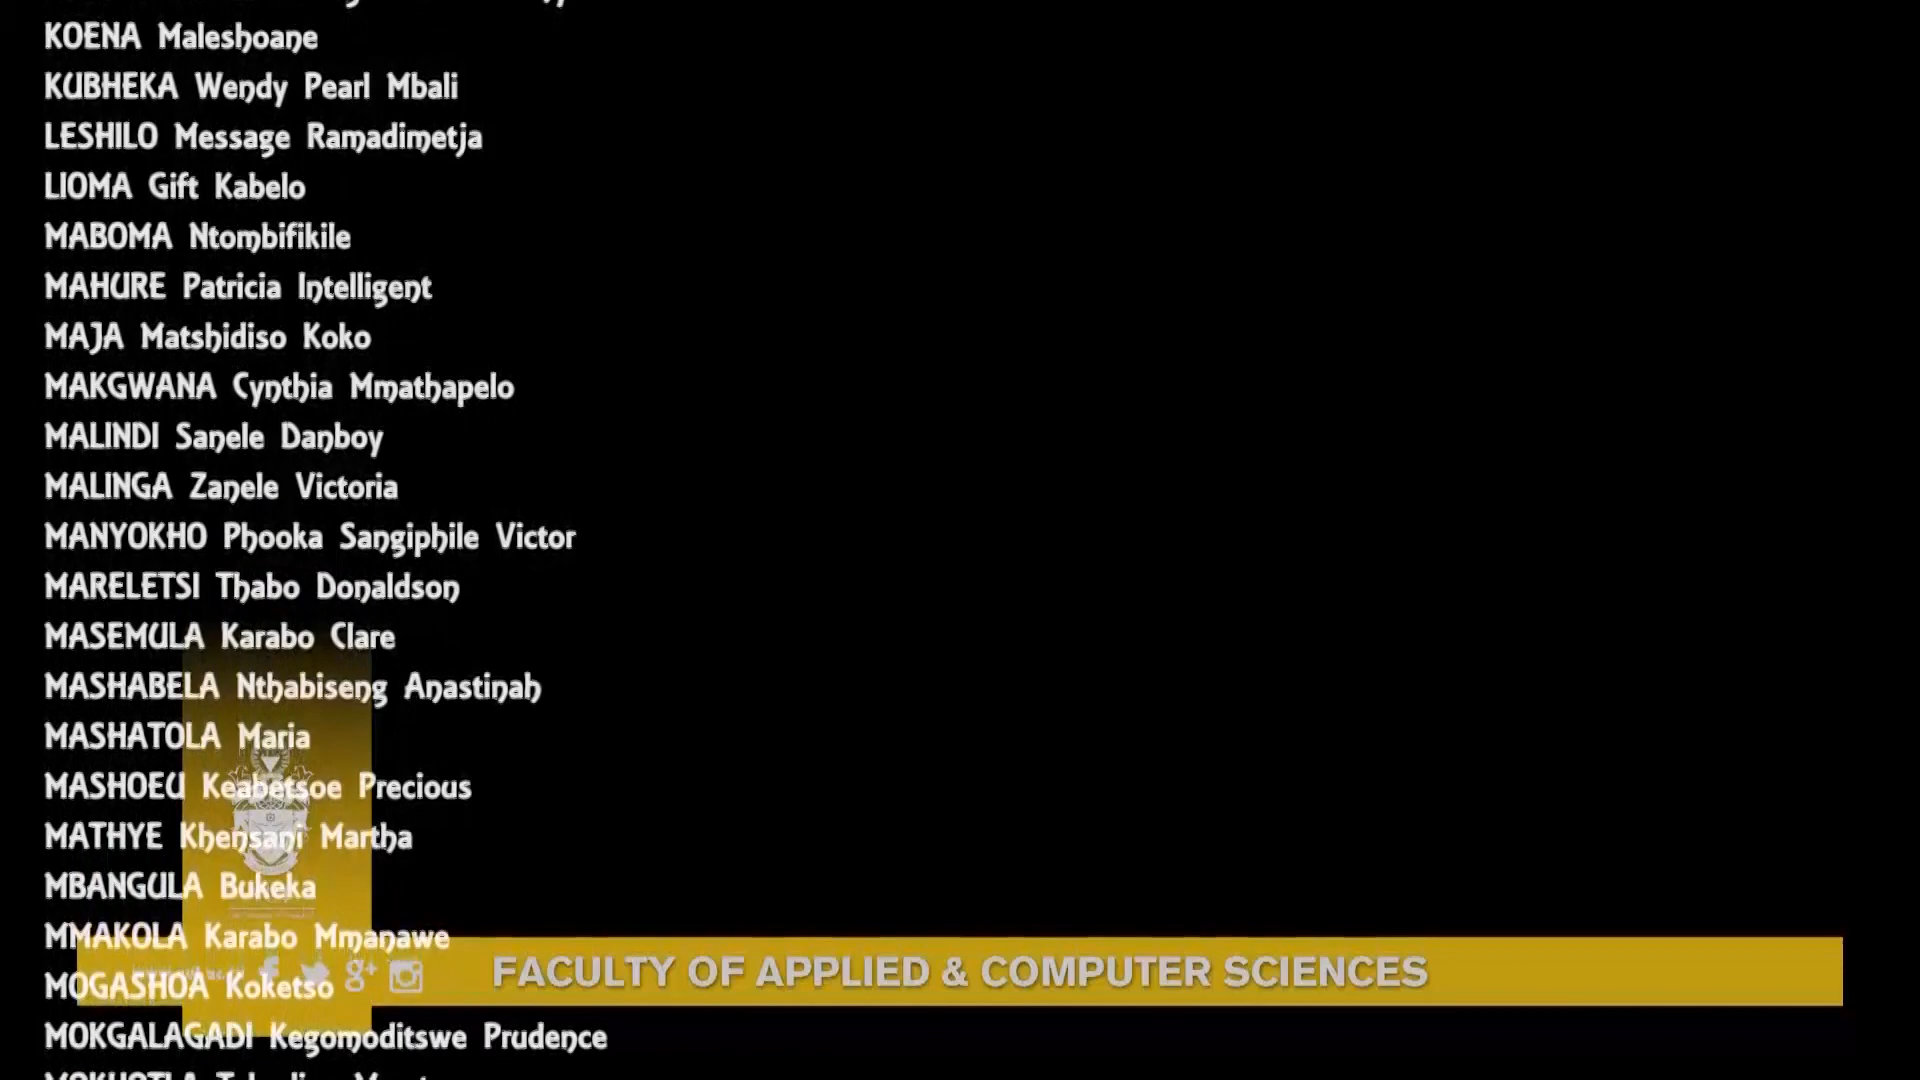 KOENA Maleshoane
KUBHEKA Wendy Pearl Mbali
LESHILO Message Ramadimetja
LIOMA Gift Kabelo
MABOMA Ntombifikile
MAHURE Patricia Intelligent
MAJA Matshidiso Koko
MAKGWANA Cynthia Mmathapelo
MALINDI Sanele Danboy
MALINGA Zanele Victoria
MANYOKHO Phooka Sangiphile Victor
MARELETSI Thabo Donaldson
MASEMULA Karabo Clare
MASHABELA Nthabiseng Anastinah
MASHATOLA Maria
MASHOEU Keabetsoe Precious
MATHYE Khensani Martha
MBANGULA Bukeka
MMAKOLA Karabo Mmanawe
MOGASHOA Koketso
FACULTY OF APPLIED & COMPUTER SCIENCES
MOKGALAGADI Kegomoditswe Prudence